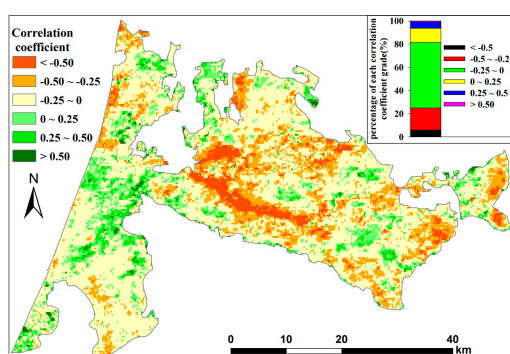 Correlation
coefficient
< -0.50
-0.50 ~ -0.25
-0.25 ~ 0
0 ~ 0.25
0.25 ~ 0.50
> 0.50
N
percentage of each correlation
coefficient grade(%)
100
80
60
40
20
0
< -0.5
-0.5 ~ -0.2
-0.25 ~ 0
0 ~ 0.25
0.25 ~ 0.5
> 0.50
0 10 20 30 40
km